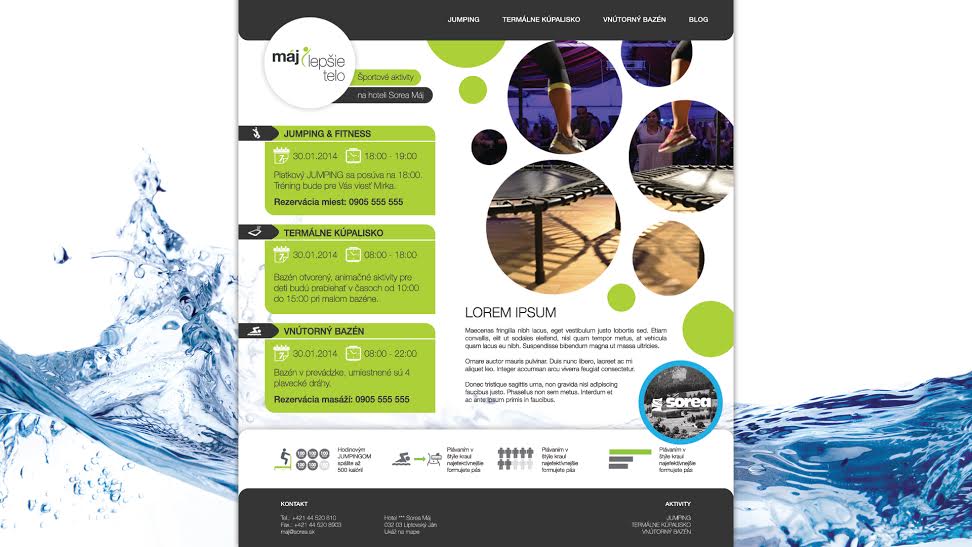 JUMPING TERMÁLNE KÚPALISKO VNÚTORNÝ BAZÉN BLOG
máj lepšie
telo
Športové aktivity
na hoteli Sorea Máj
JUMPING & FITNESS
30.01.2014 18:00 - 19:00
Piatkový JUMPING sa posúva na 18:00.
Tréning bude pre Vás viesť Mirka.
Rezervácia miest: 0905 555 555
TERMÁLNE KÚPALISKO
30.01.2014 08:00 - 18:00
Bazén otvorený, animačné aktivity pre
deti budú prebiehať v časoch od 10:00
do 15:00 pri malom bazéne.
VNÚTORNÝ BAZÉN
30.01.2014 08:00 - 22:00
Bazén v prevádzke, umiestnené sú 4
plavecké dráhy.
Rezervácia masáží: 0905 555 555
LOREM IPSUM
Maecenas fringilla nibh lacus, eget vestibulum justo lobortis sed. Etiam
convallis, elit ut sodales eleifend, nisl quam tempor metus, at vehicula
quam lacus eu nibh. Suspendisse bibendum magna ut massa ultricies.
Ornare auctor mauris pulvinar. Duis nunc libero, laoreet ac mi
aliquet leo. Integer accumsan arcu viverra feugiat consectetur.
Donec tristique sagittis urna, non gravida nisl adipiscing
faucibus justo. Phasellus non sem metus. Interdum et
ac ante ipsum primis in faucibus.
sorea
Hodinovým
JUMPINGOM
spálite až
500 kalórií
100 100 100
100 100
Plávaním v
štýle kraul
najefektívnejšie
formujete pás
Plávaním v
štýle kraul
najefektívnejšie
formujete pás
Plávaním v
štýle kraul
najefektívnejšie
formujete pás
KONTAKT
Tel.: +421 44 520 810
Fax.: +421 44 520 8903
maj@sorea.sk
Hotel *** Sorea Máj
032 03 Liptovský Ján
Ukáž na mape
AKTIVITY
JUMPING
TERMÁLNE KÚPALISKO
VNÚTORNÝ BAZÉN